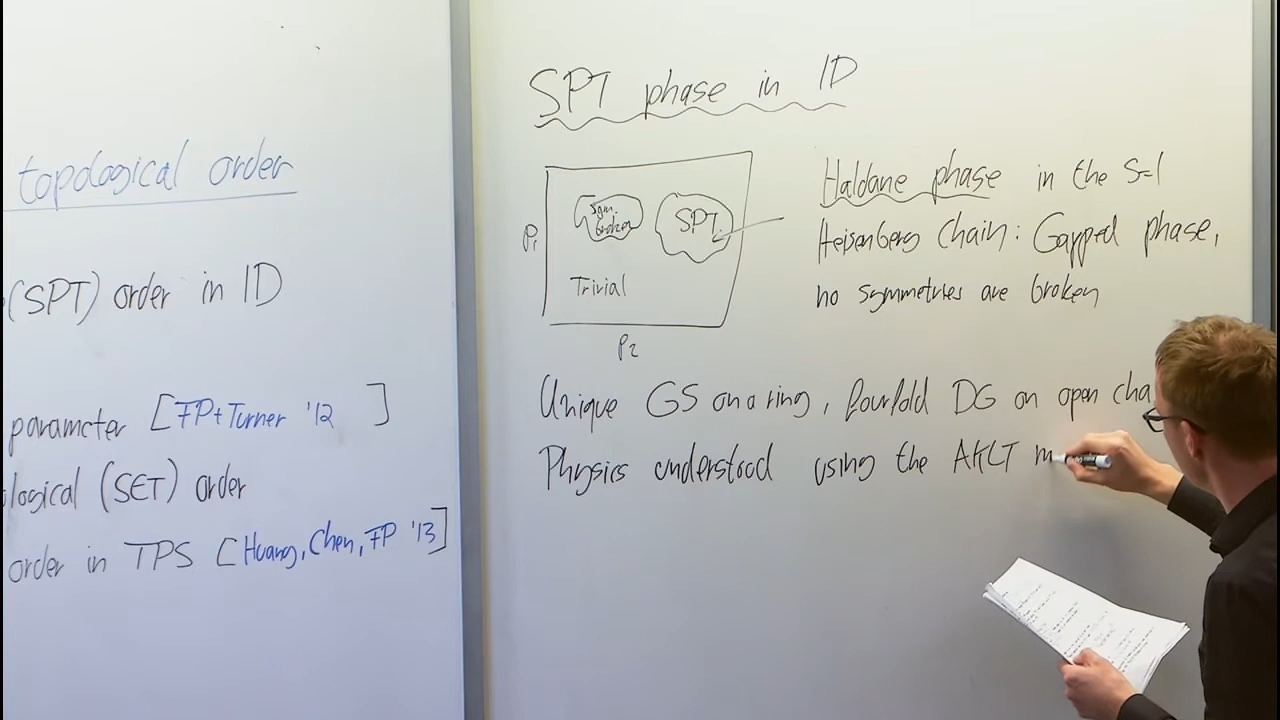 topological order
(SPT) order in 1D
parameter [FP+Turner '12 ]
logical (SET) order
order in TPS [Huang, Chen, FP '13]
SPT phase in 1D
Sym. broken
SPT
P1
Trivial
P2
Haldane phase in the S=1
Heisenberg Chain: Gapped phase,
no symmetries are broken
Unique GS on a ring, fourfold DG on open cha
Physics understood using the AKLT m